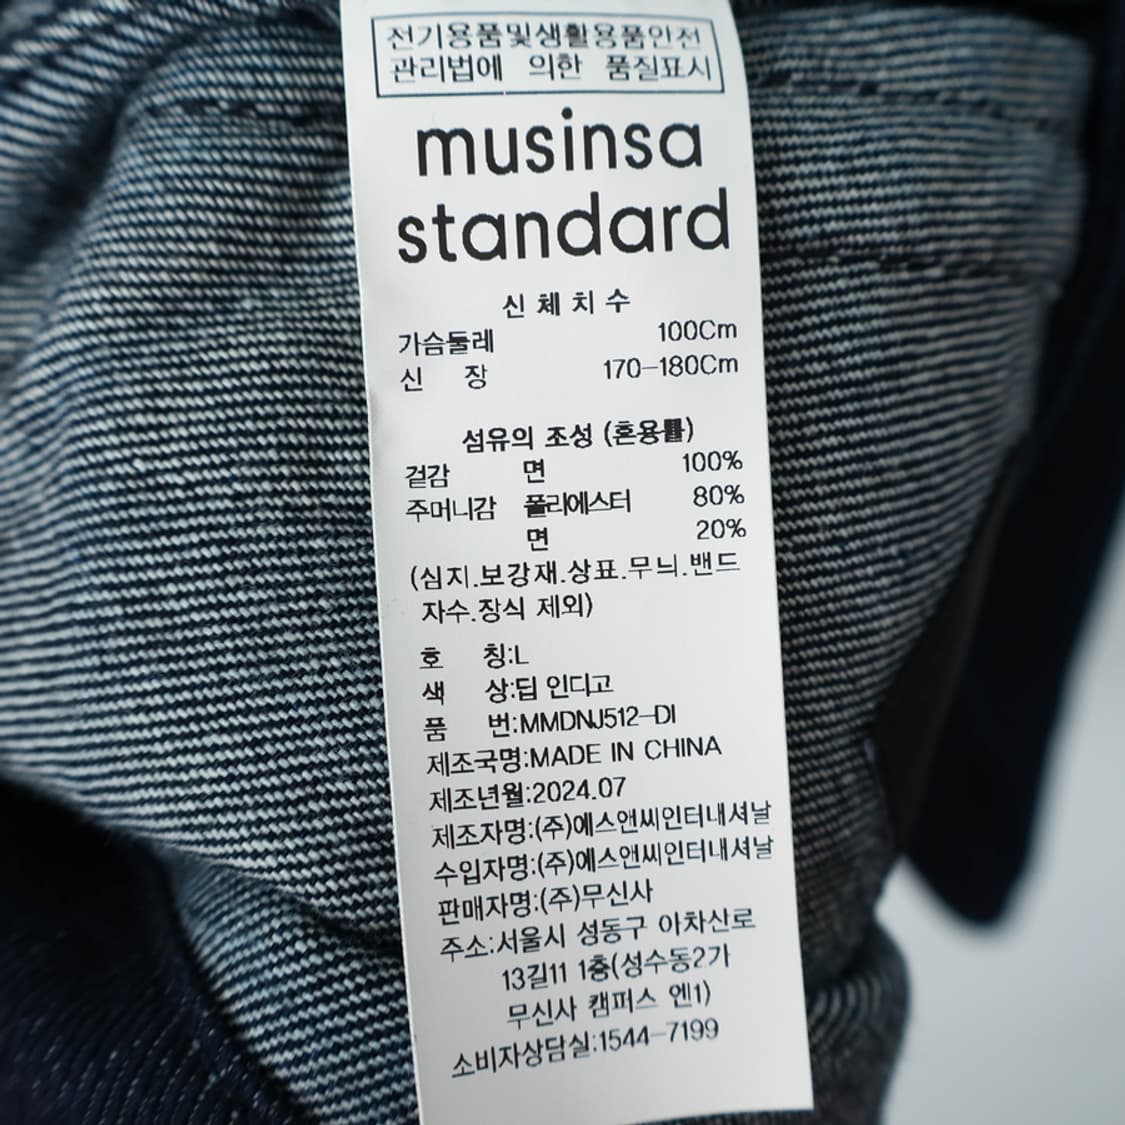 전기용품및생활용품안전
관리법에 의한 품질표시
musinsa
standard
신체치수
가슴둘레 100Cm
신 장 170-180Cm
섬유의 조성 (혼용률)
겉감 면 100%
주머니감 폴리에스터 80%
면 20%
(심지.보강재.상표.무늬.밴드
자수.장식 제외)
호 칭:L
색 상:딥 인디고
품 번:MMDNJ512-DI
제조국명:MADE IN CHINA
제조년월:2024.07
제조자명:(주)에스앤씨인터내셔날
수입자명:(주)에스앤씨인터내셔날
판매자명:(주)무신사
주소:서울시 성동구 아차산로
13길11 1층(성수동2가
무신사 캠퍼스 엔1)
소비자상담실:1544-7199